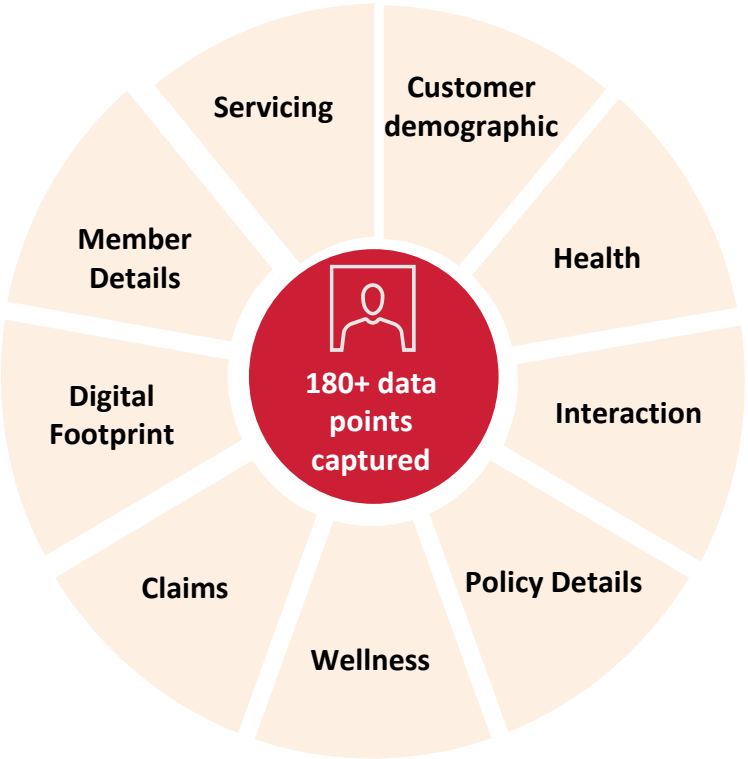 Servicing
Customer
demographic
Health
Interaction
Policy Details
Wellness
Claims
Digital
Footprint
Member
Details
180+ data
points
captured